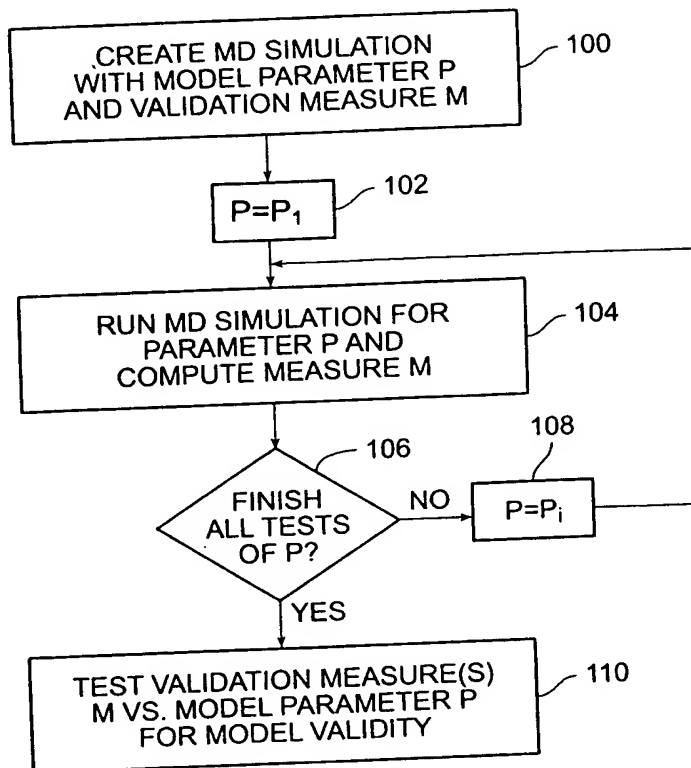 CREATE MD SIMULATION
WITH MODEL PARAMETER P
AND VALIDATION MEASURE M
100
P=P₁
102
RUN MD SIMULATION FOR
PARAMETER P AND
COMPUTE MEASURE M
104
FINISH
ALL TESTS
OF P?
106
NO
P=Pᵢ
108
YES
TEST VALIDATION MEASURE(S)
M VS. MODEL PARAMETER P
FOR MODEL VALIDITY
110